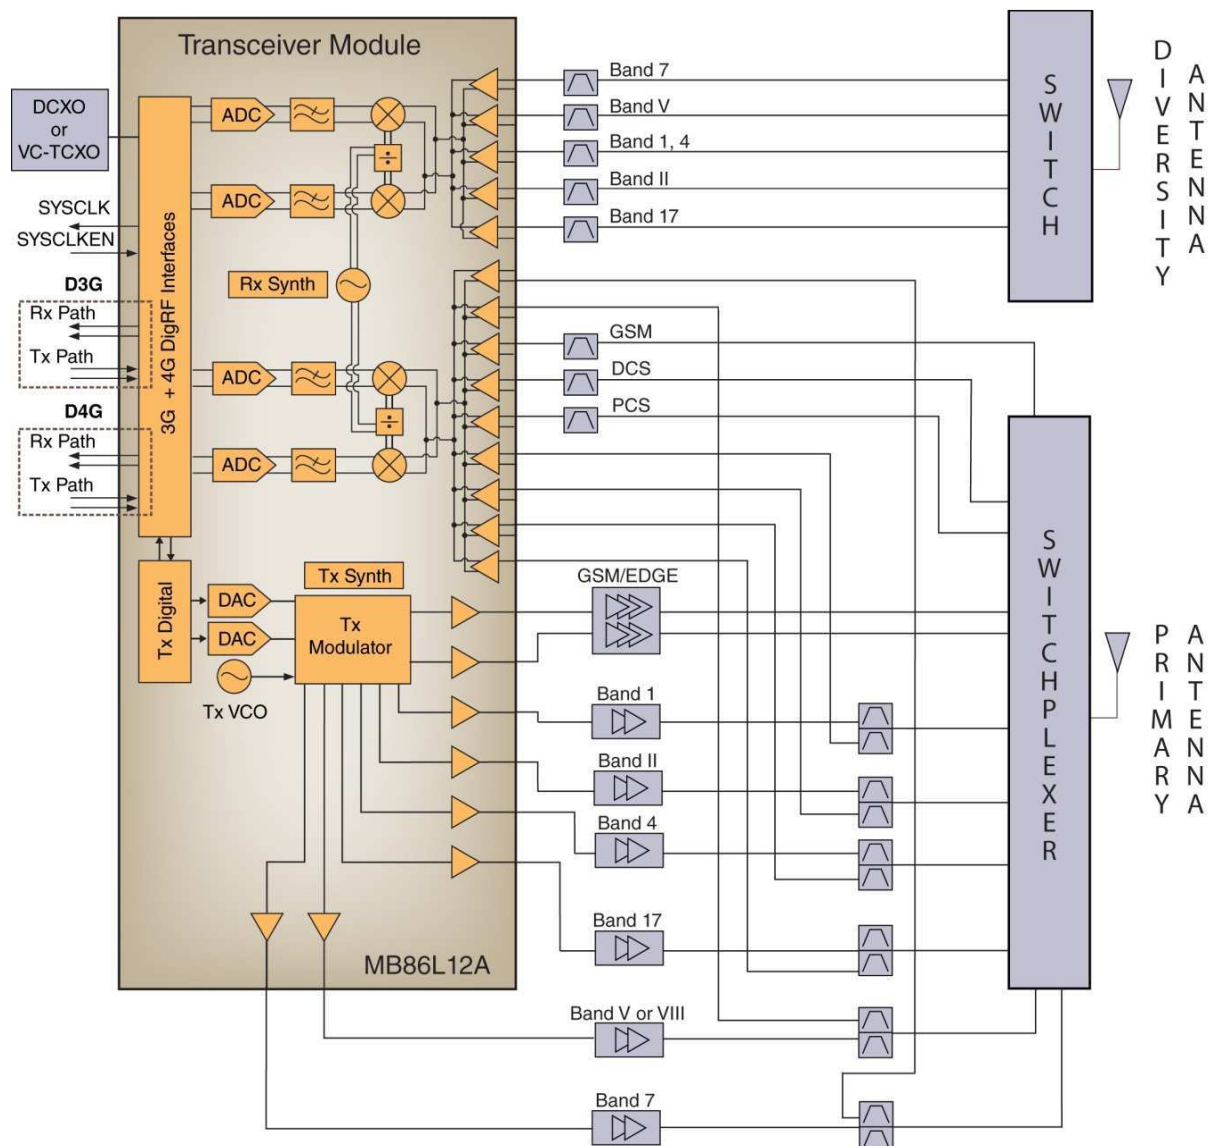 Transceiver Module
DCXO
or
VC-TCXO
SYSCLK
SYSCLKEN
D3G
Rx Path
Tx Path
D4G
Rx Path
Tx Path
3G + 4G DigRF Interfaces
ADC
ADC
÷
Rx Synth
ADC
÷
ADC
Tx Digital
DAC
DAC
Tx Synth
Tx
Modulator
Tx VCO
MB86L12A
Band 7
Band V
Band 1, 4
Band II
Band 17
GSM
DCS
PCS
GSM/EDGE
Band 1
Band II
Band 4
Band 17
Band V or VIII
Band 7
SWITCH
DIVERSITY
ANTENNA
SWITCHPLEXER
PRIMARY
ANTENNA